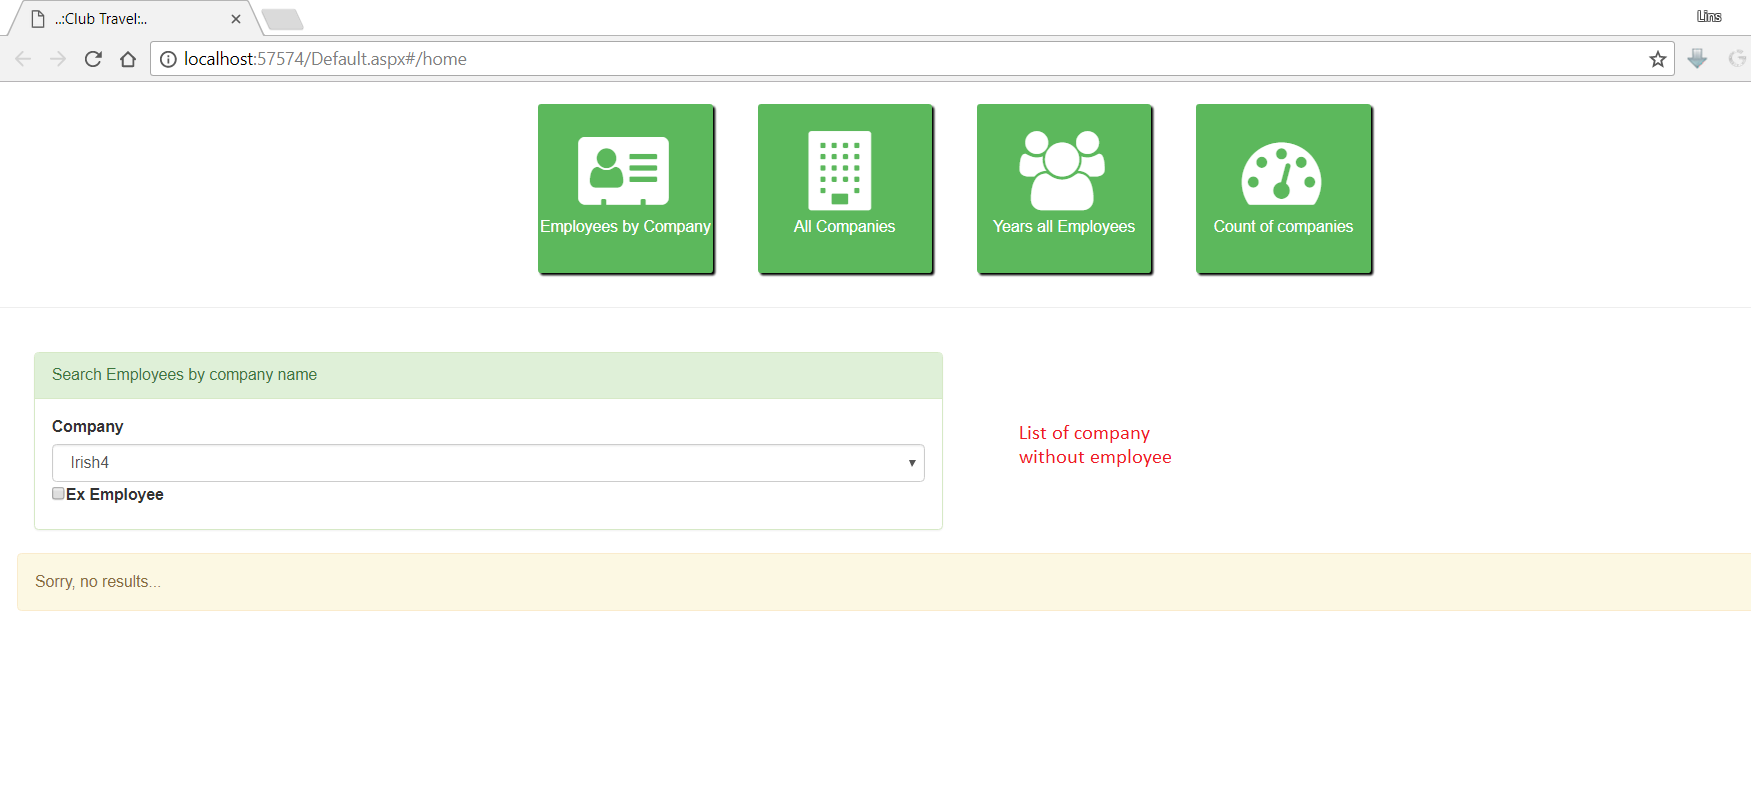 ..:Club Travel:..
Lins
localhost:57574/Default.aspx#/home
Employees by Company
All Companies
Years all Employees
Count of companies
Search Employees by company name
Company
Irish4
Ex Employee
List of company
without employee
Sorry, no results...